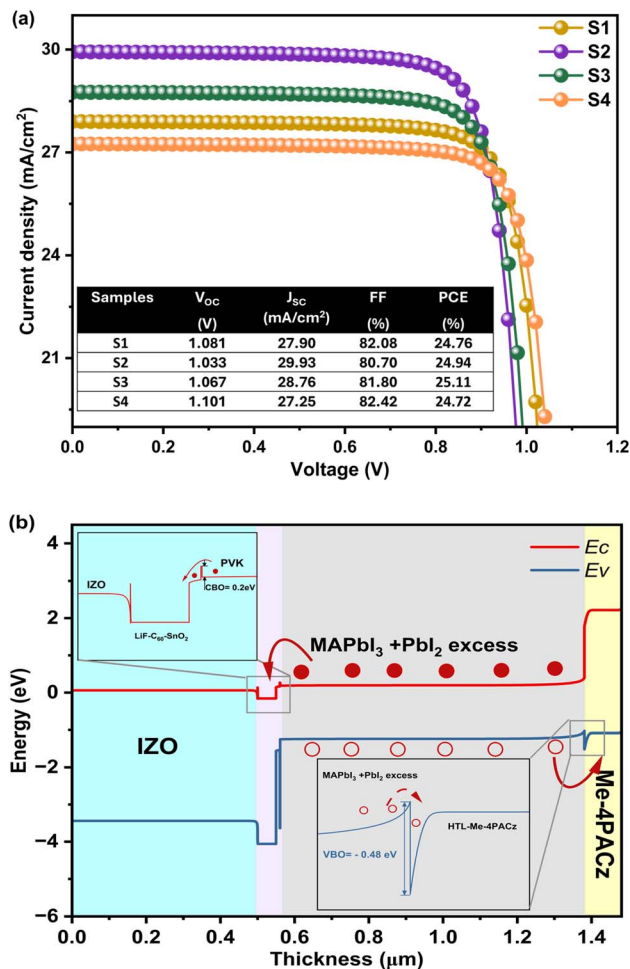 (a)
30
27
24
21
Current density (mA/cm²)
S1
S2
S3
S4
Samples V_OC J_SC FF PCE
(V) (mA/cm²) (%) (%)
S1 1.081 27.90 82.08 24.76
S2 1.033 29.93 80.70 24.94
S3 1.067 28.76 81.80 25.11
S4 1.101 27.25 82.42 24.72
0.0 0.2 0.4 0.6 0.8 1.0 1.2
Voltage (V)
(b)
4
2
0
−2
−4
−6
Energy (eV)
Ec
Ev
PVK
IZO
CBO= 0.2eV
LiF-C₆₀-SnO₂
MAPbI₃ +PbI₂ excess
IZO
Me-4PACz
MAPbI₃ +PbI₂ excess
HTL-Me-4PACz
VBO= - 0.48 eV
0.0 0.2 0.4 0.6 0.8 1.0 1.2 1.4
Thickness (μm)